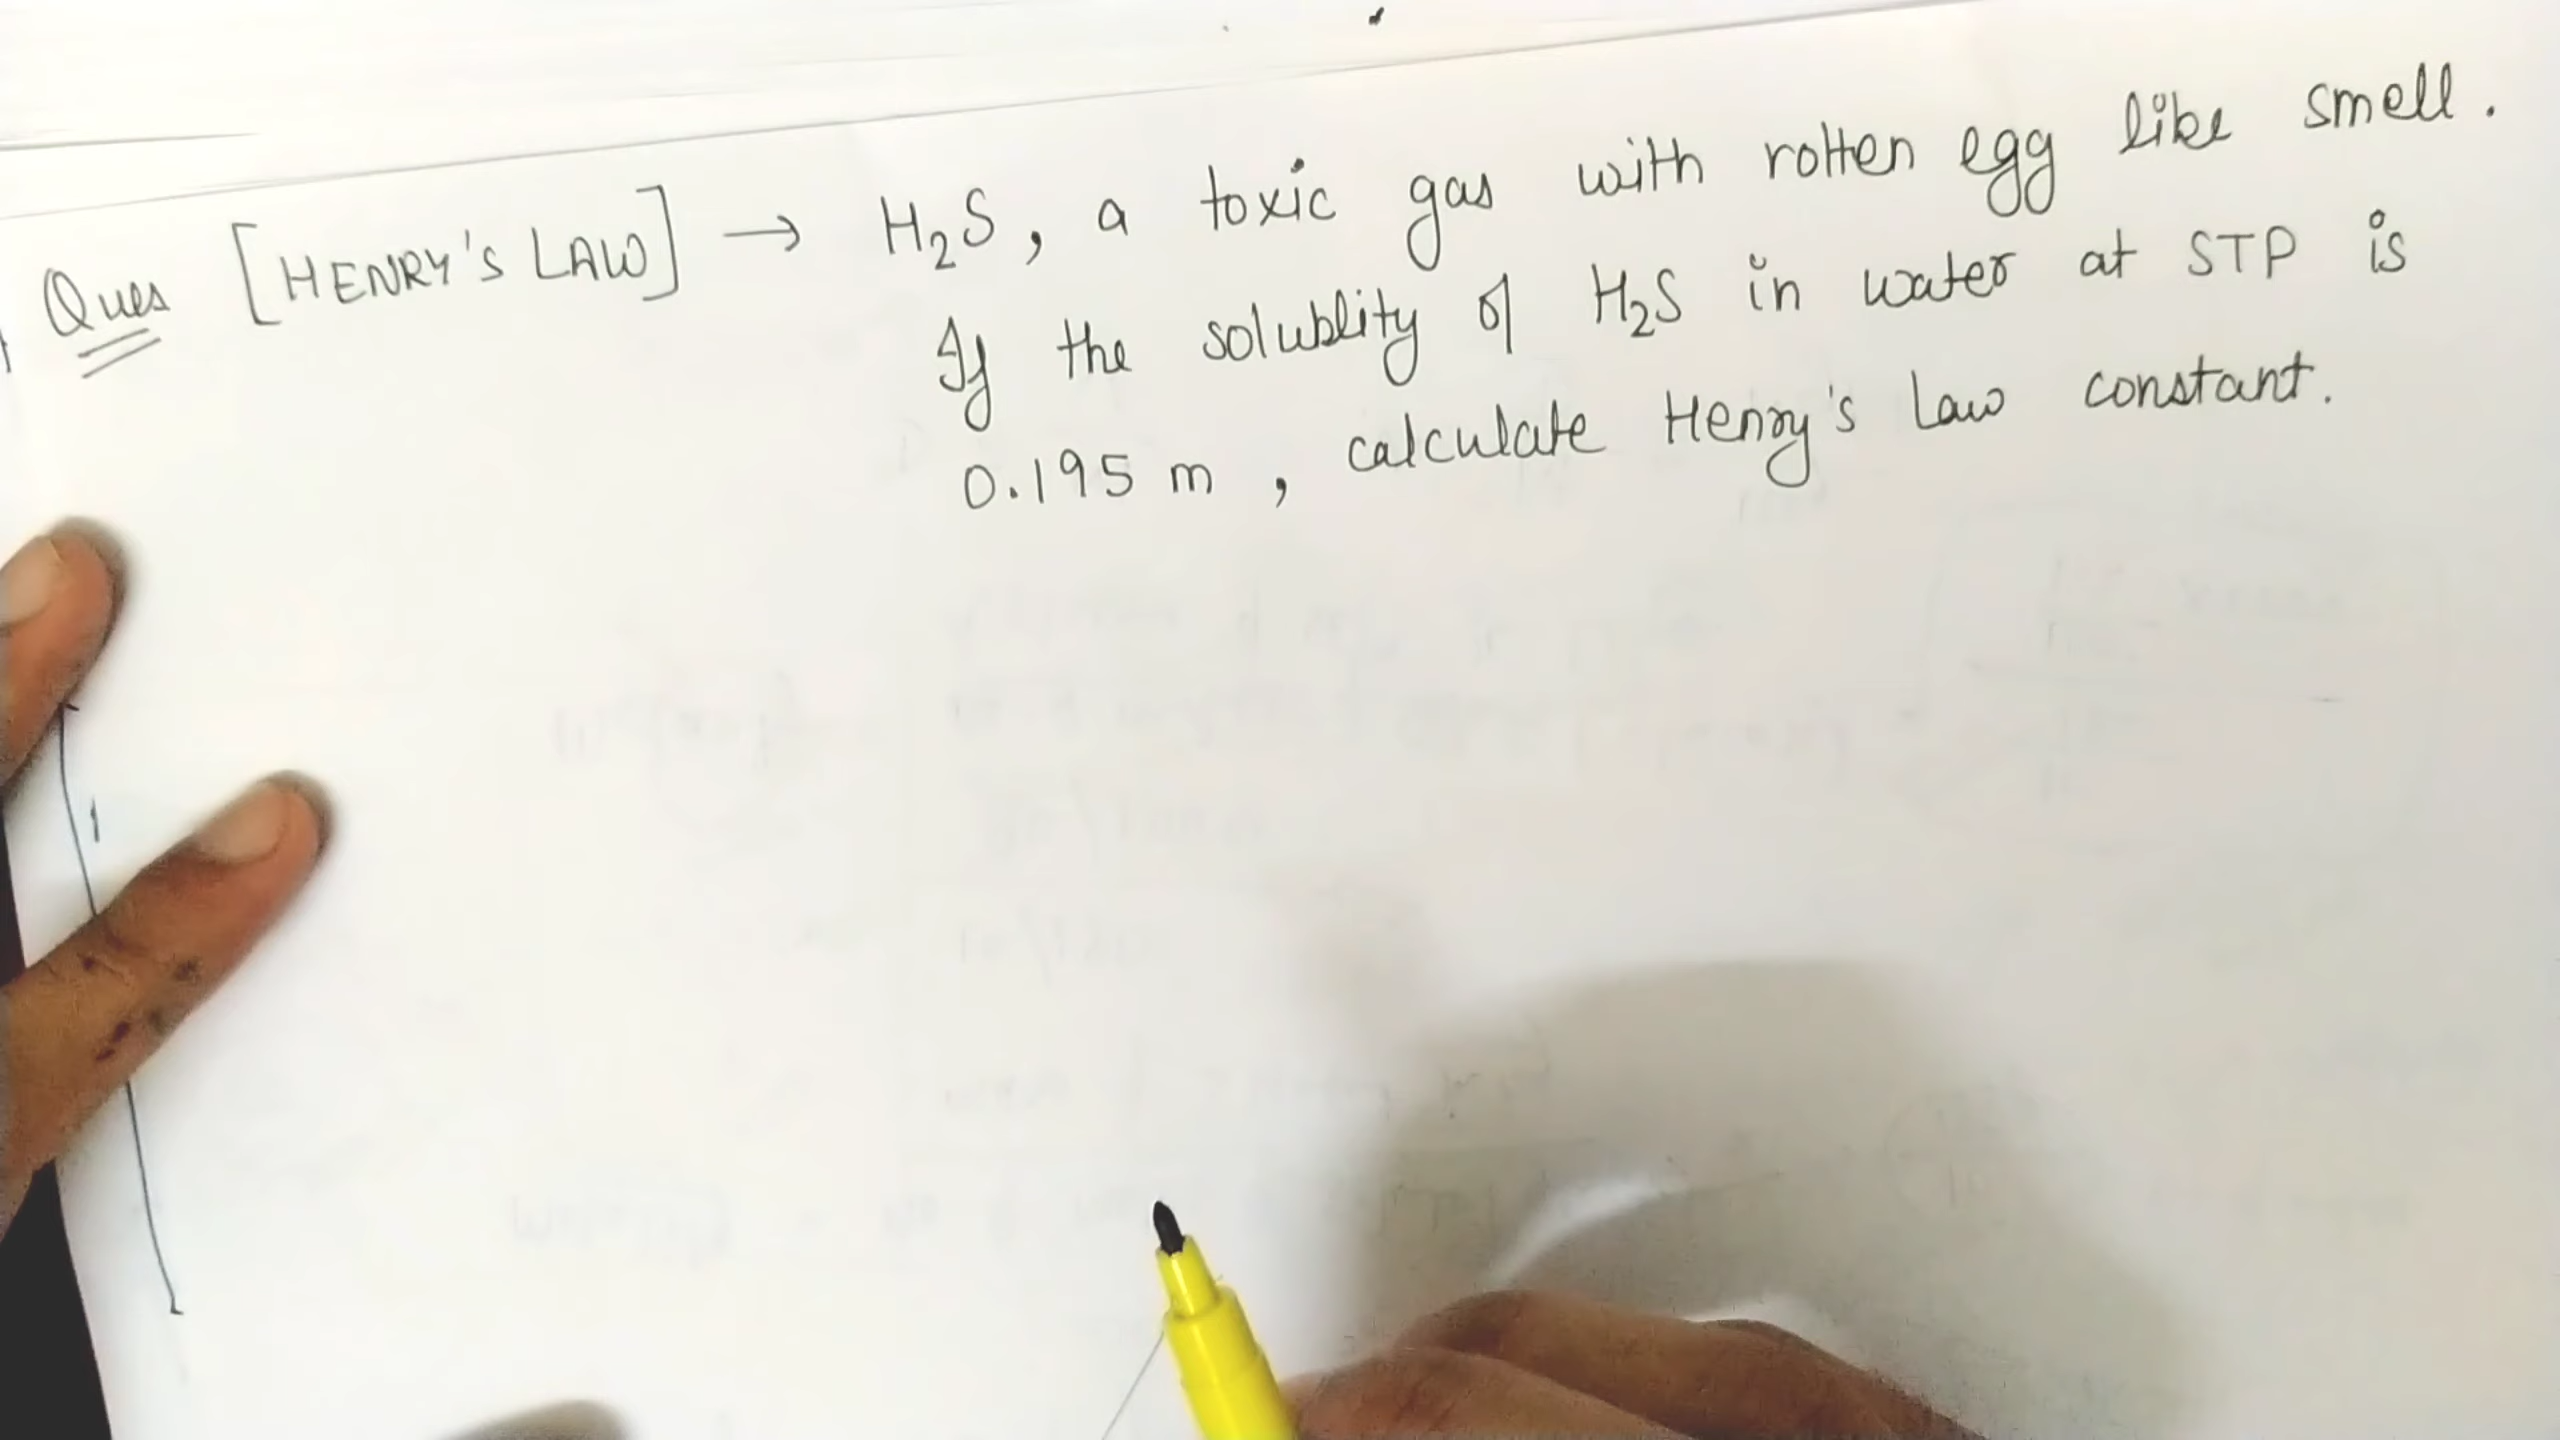 Ques [HENRY'S LAW] → H₂S, a toxic gas with rotten egg like smell.
If the solublity of H₂S in water at STP is
0.195 m, calculate Henry's Law constant.